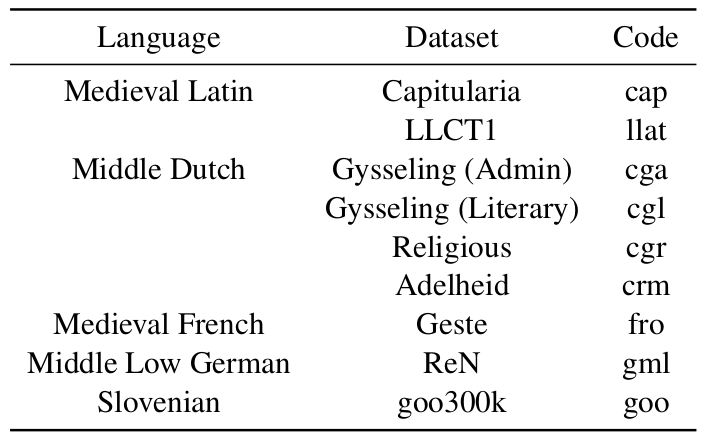 Language Dataset Code
Medieval Latin Capitularia cap
LLCT1 llat
Middle Dutch Gysseling (Admin) cga
Gysseling (Literary) cgl
Religious cgr
Adelheid crm
Medieval French Geste fro
Middle Low German ReN gml
Slovenian goo300k goo